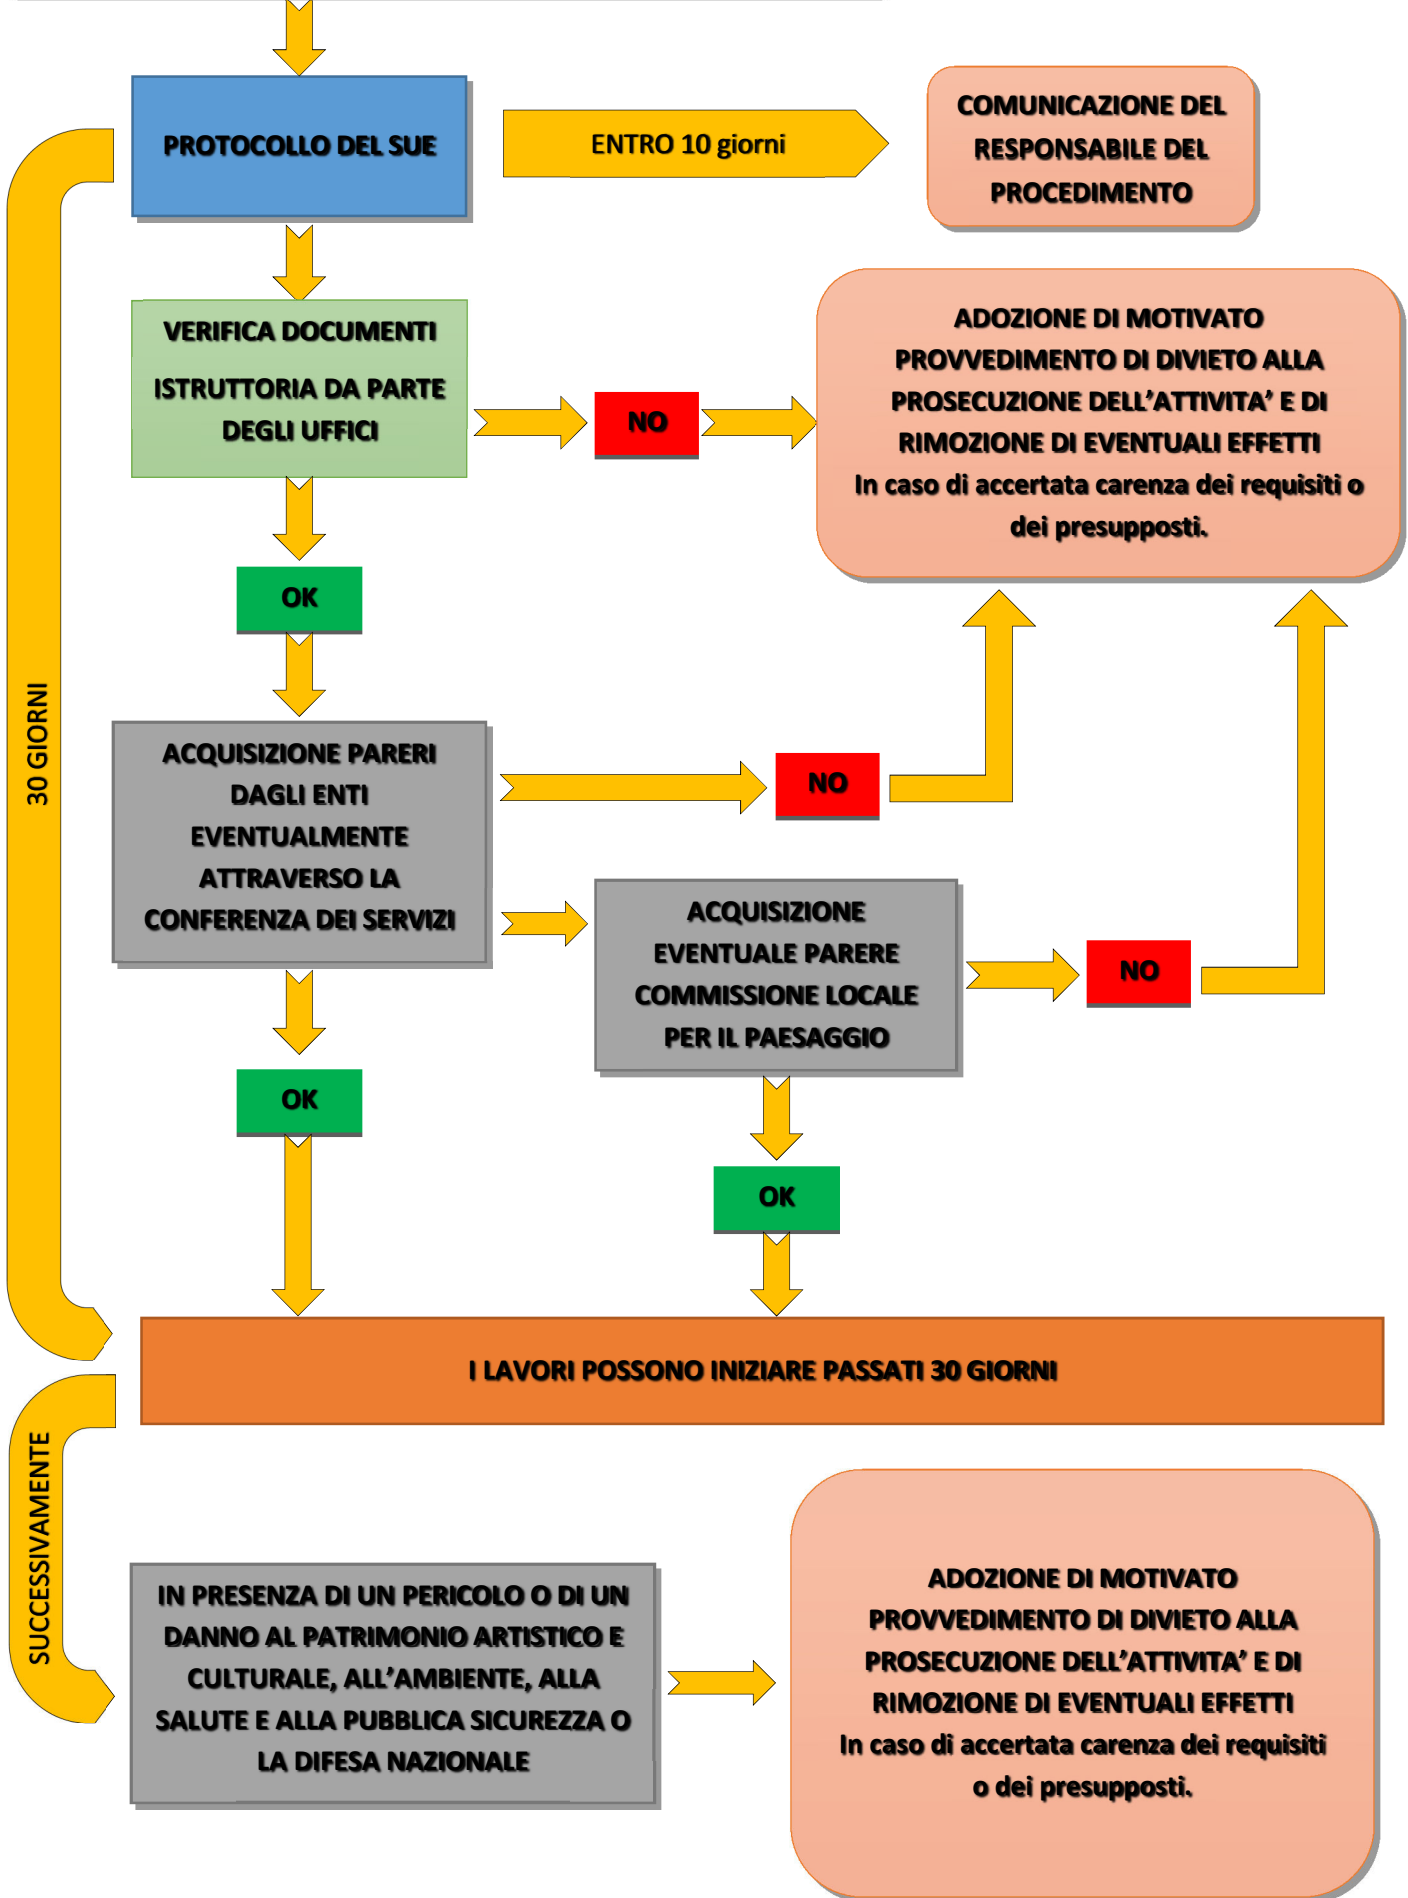 PROTOCOLLO DEL SUE
ENTRO 10 giorni
COMUNICAZIONE DEL
RESPONSABILE DEL
PROCEDIMENTO
VERIFICA DOCUMENTI
ISTRUTTORIA DA PARTE
DEGLI UFFICI
NO
ADOZIONE DI MOTIVATO
PROVVEDIMENTO DI DIVIETO ALLA
PROSECUZIONE DELL'ATTIVITA' E DI
RIMOZIONE DI EVENTUALI EFFETTI
In caso di accertata carenza dei requisiti o
dei presupposti.
OK
30 GIORNI
ACQUISIZIONE PARERI
DAGLI ENTI
EVENTUALMENTE
ATTRAVERSO LA
CONFERENZA DEI SERVIZI
NO
ACQUISIZIONE
EVENTUALE PARERE
COMMISSIONE LOCALE
PER IL PAESAGGIO
NO
OK
OK
I LAVORI POSSONO INIZIARE PASSATI 30 GIORNI
SUCCESSIVAMENTE
IN PRESENZA DI UN PERICOLO O DI UN
DANNO AL PATRIMONIO ARTISTICO E
CULTURALE, ALL'AMBIENTE, ALLA
SALUTE E ALLA PUBBLICA SICUREZZA O
LA DIFESA NAZIONALE
ADOZIONE DI MOTIVATO
PROVVEDIMENTO DI DIVIETO ALLA
PROSECUZIONE DELL'ATTIVITA' E DI
RIMOZIONE DI EVENTUALI EFFETTI
In caso di accertata carenza dei requisiti
o dei presupposti.